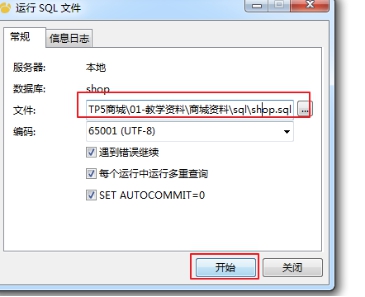 运行 SQL 文件
常规 信息日志
服务器: 本地
数据库: shop
文件: TP5商城\01-教学资料\商城资料\sql\shop.sql ...
编码: 65001 (UTF-8)
遇到错误继续
每个运行中运行多重查询
SET AUTOCOMMIT=0
开始 关闭